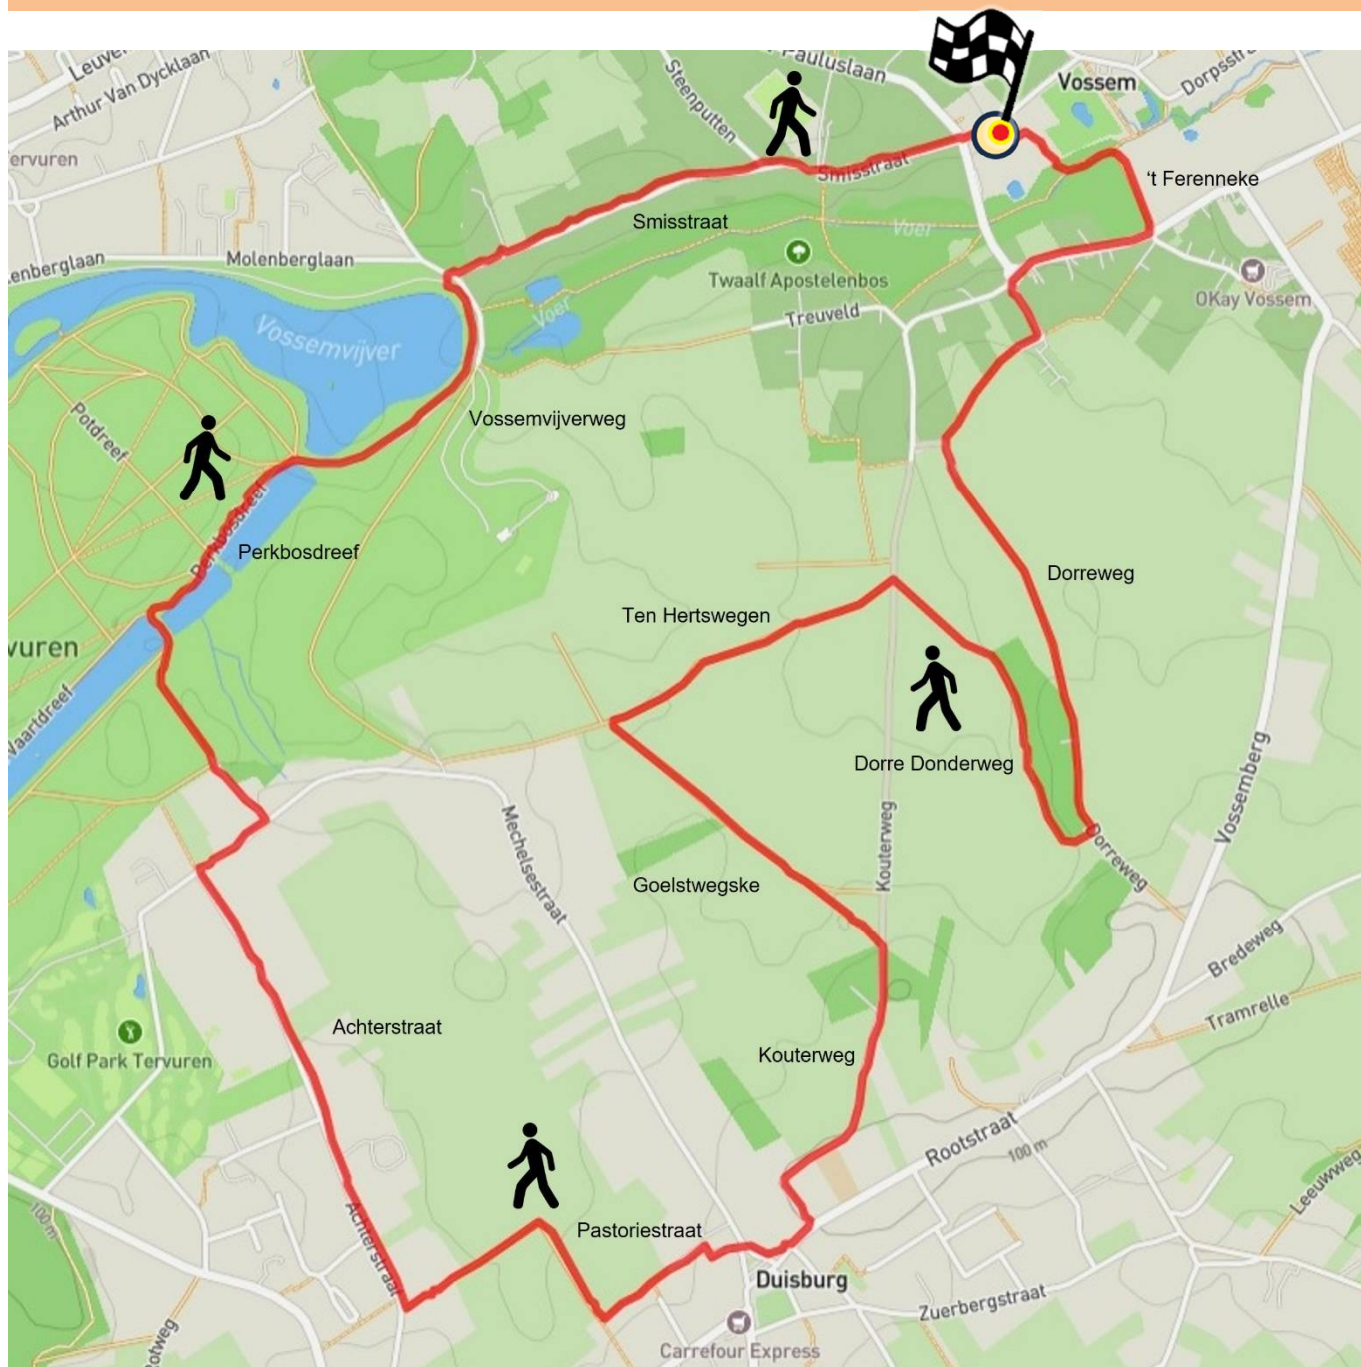 Arthur Van Dycklaan
Steenputten
Pauluslaan
Vossem
ervuren
Smisstraat
't Ferenneke
Smisstraat
Voer
Molenberglaan
enberglaan
Twaalf Apostelenbos
OKay Vossem
Voer
Treuveld
Vossemvijver
Potdreef
Vossemvijverweg
Perkbosdreef
Perkbosdreef
Dorreweg
Ten Hertswegen
vuren
Vaartdreef
Dorre Donderweg
Vossemberg
Mechelsestraat
Kouterweg
Dorreweg
Goelstwegske
Bredeweg
Tramrelle
Achterstraat
Golf Park Tervuren
Kouterweg
Rootstraat
100 m
Leeuwweg
100 m
Achterstraat
Pastoriestraat
Duisburg
Zuerbergstraat
Carrefour Express